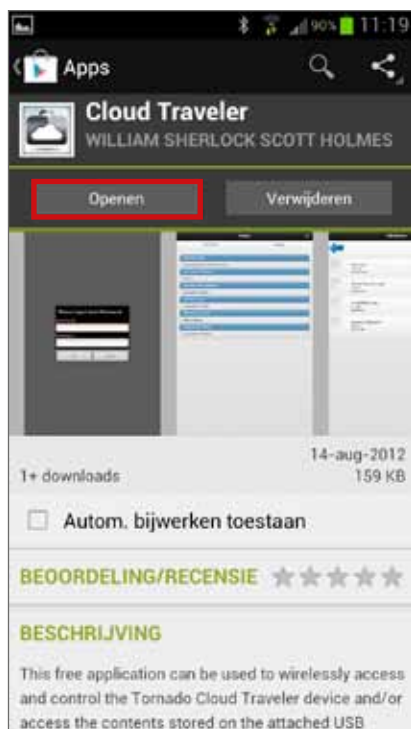 90% 11:19
Apps
Cloud Traveler
WILLIAM SHERLOCK SCOTT HOLMES
Openen Verwijderen
14-aug-2012
1+ downloads 159 KB
Autom. bijwerken toestaan
BEOORDELING/RECENSIE
BESCHRIJVING
This free application can be used to wirelessly access
and control the Tornado Cloud Traveler device and/or
access the contents stored on the attached USB